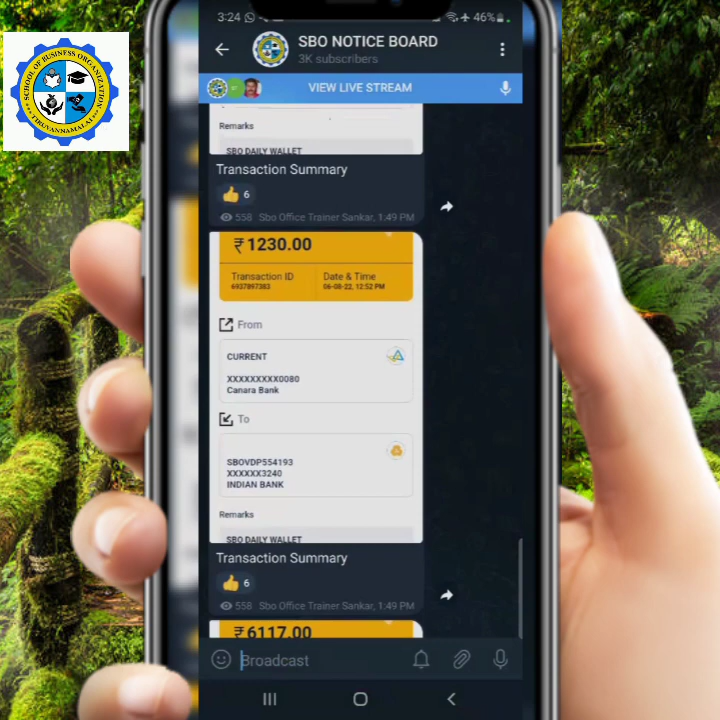 SCHOOL OF BUSINESS ORGANIZATION
TIRUVANNAMALAI
3:24
46%
SBO NOTICE BOARD
3K subscribers
VIEW LIVE STREAM
Remarks
SBO DAILY WALLET
Transaction Summary
👍 6
558 Sbo Office Trainer Sankar, 1:49 PM
₹1230.00
Transaction ID
6937897383
Date & Time
06-08-22, 12:52 PM
From
CURRENT
XXXXXXXXX0080
Canara Bank
To
SBOVDP554193
XXXXXX3240
INDIAN BANK
Remarks
SBO DAILY WALLET
Transaction Summary
👍 6
558 Sbo Office Trainer Sankar, 1:49 PM
₹6117.00
Broadcast